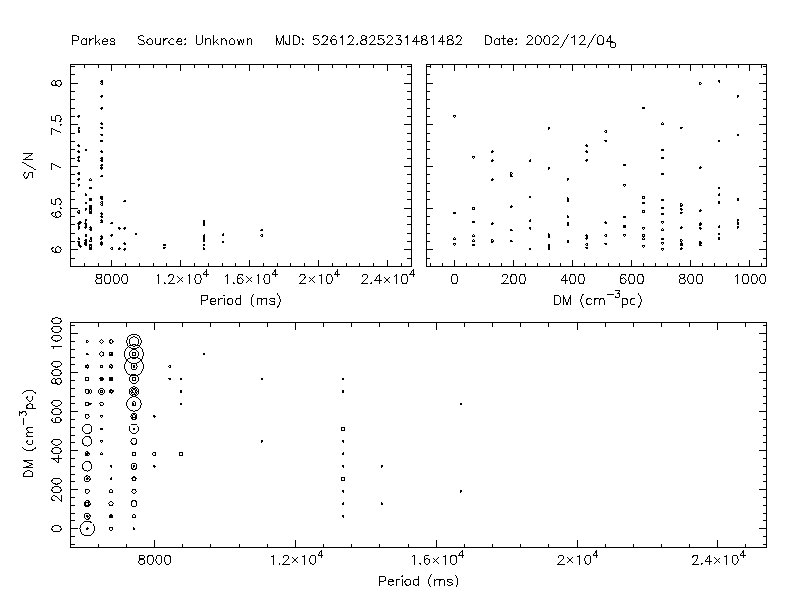 Parkes Source: Unknown MJD: 52612.825231481482 Date: 2002/12/04
S/N
8
7.5
7
6.5
6
8000 1.2×10⁴ 1.6×10⁴ 2×10⁴ 2.4×10⁴
Period (ms)
0 200 400 600 800 1000
DM (cm⁻³pc)
DM (cm⁻³pc)
1000
800
600
400
200
0
8000 1.2×10⁴ 1.6×10⁴ 2×10⁴ 2.4×10⁴
Period (ms)